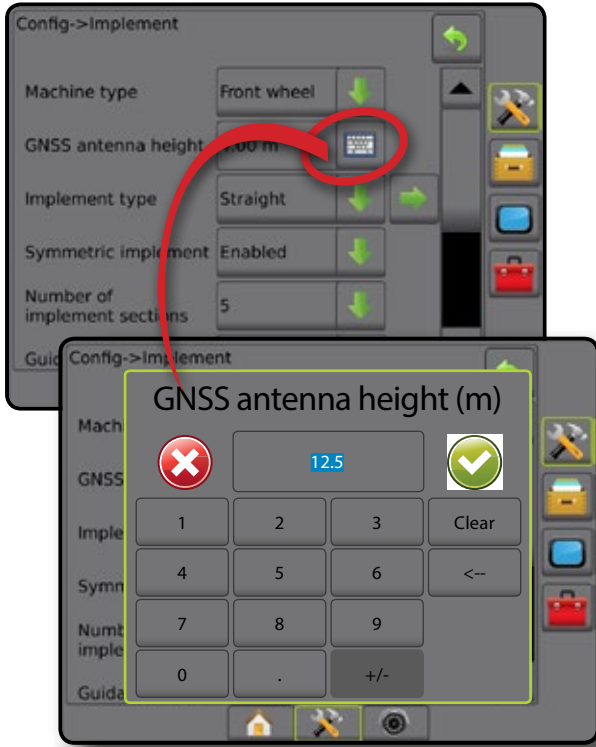 Config->Implement
Machine type Front wheel
GNSS antenna height .00 m
Implement type Straight
Symmetric implement Enabled
Number of
implement sections 5
Guid
Config->Implement
GNSS antenna height (m)
Mach
12.5
GNSS
1 2 3 Clear
Imple
4 5 6 <--
Symm
7 8 9
Numb
imple
0 . +/-
Guida